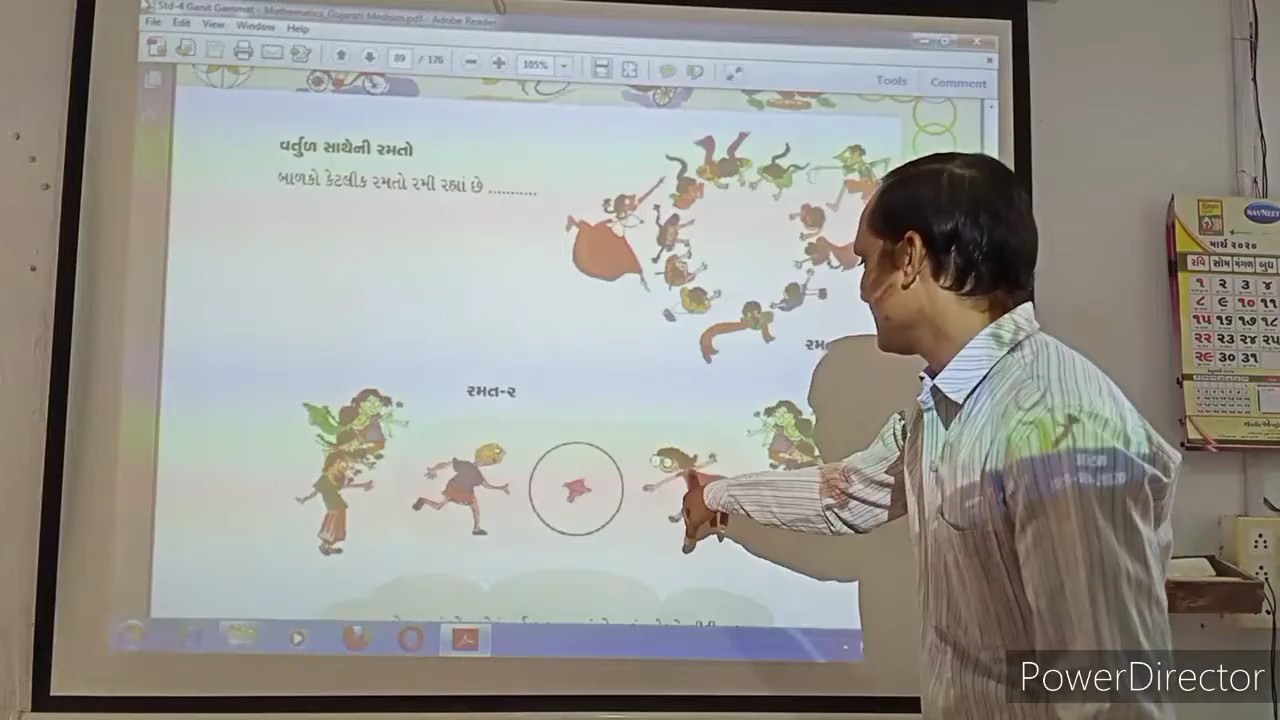 Std-4 Ganit Gammat - Mathematics_Gujarati Medium.pdf - Adobe Reader
File Edit View Window Help
89 / 176 105%
Tools Comment
વર્તુળ સાથેની રમતો
બાળકો કેટલીક રમતો રમી રહ્યાં છે ...........
રમત-૨
NAVNEET
માર્ચ ૨૦૨૦
રવિ સોમ મંગળ બુધ
૧ ૨ ૩ ૪
૮ ૯ ૧૦ ૧૧
૧૫ ૧૬ ૧૭ ૧૮
૨૨ ૨૩ ૨૪ ૨૫
૨૯ ૩૦ ૩૧
PowerDirector